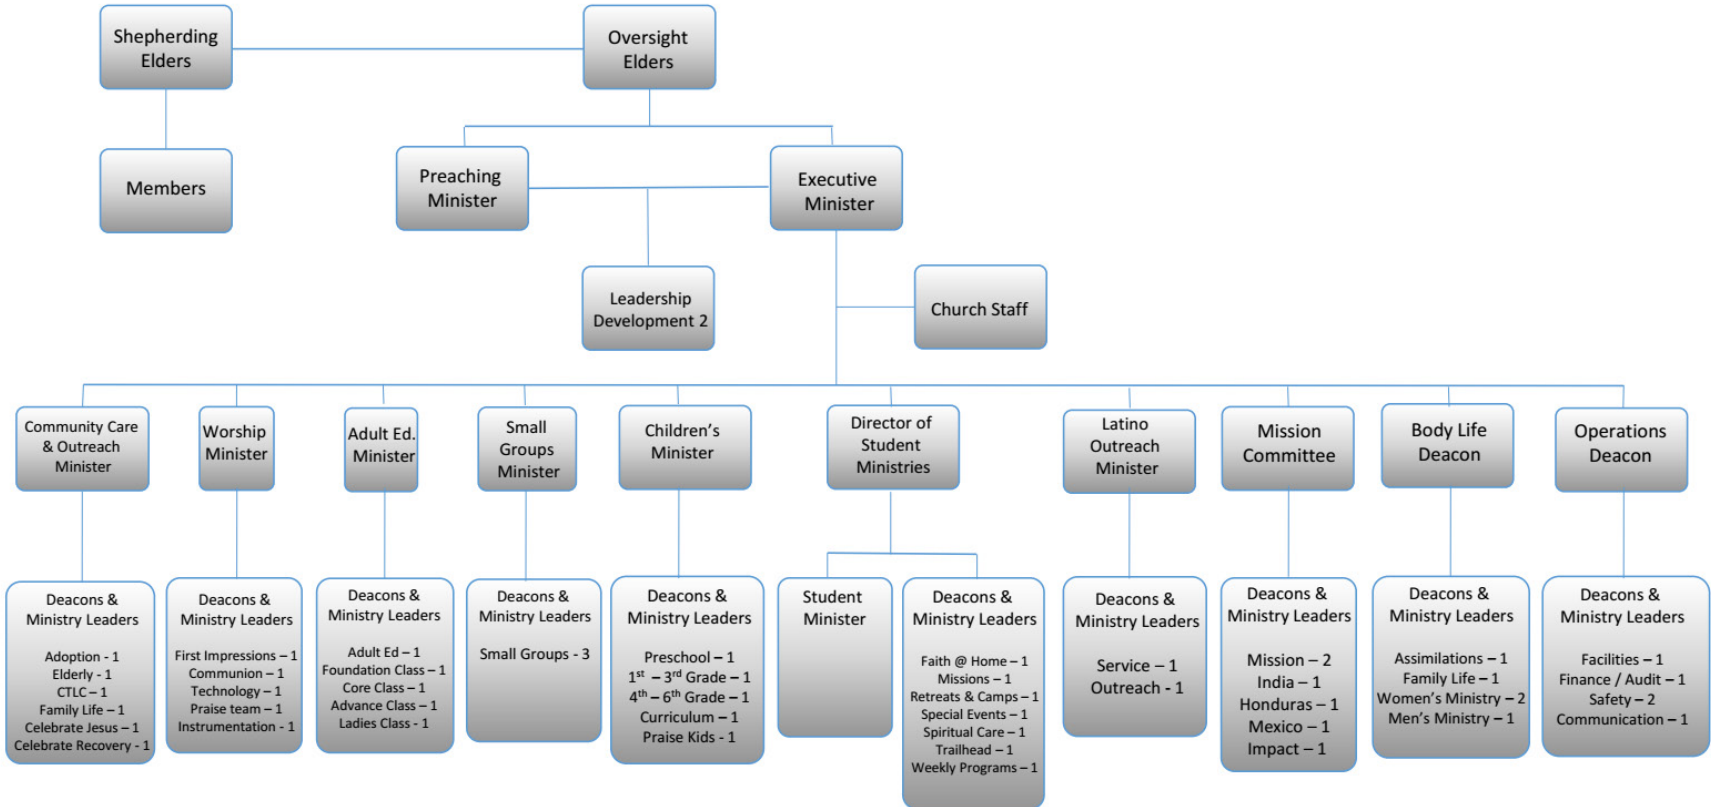 Shepherding
Elders
Oversight
Elders
Members
Preaching
Minister
Executive
Minister
Leadership
Development 2
Church Staff
Community Care
& Outreach
Minister
Worship
Minister
Adult Ed.
Minister
Small
Groups
Minister
Children’s
Minister
Director of
Student
Ministries
Latino
Outreach
Minister
Mission
Committee
Body Life
Deacon
Operations
Deacon
Deacons &
Ministry Leaders
Adoption - 1
Elderly - 1
CTLC – 1
Family Life – 1
Celebrate Jesus – 1
Celebrate Recovery - 1
Deacons &
Ministry Leaders
First Impressions – 1
Communion – 1
Technology – 1
Praise team – 1
Instrumentation - 1
Deacons &
Ministry Leaders
Adult Ed – 1
Foundation Class – 1
Core Class – 1
Advance Class – 1
Ladies Class - 1
Deacons &
Ministry Leaders
Small Groups - 3
Deacons &
Ministry Leaders
Preschool – 1
1st – 3rd Grade – 1
4th – 6th Grade – 1
Curriculum – 1
Praise Kids - 1
Student
Minister
Deacons &
Ministry Leaders
Faith @ Home – 1
Missions – 1
Retreats & Camps – 1
Special Events – 1
Spiritual Care – 1
Trailhead – 1
Weekly Programs – 1
Deacons &
Ministry Leaders
Service – 1
Outreach - 1
Deacons &
Ministry Leaders
Mission – 2
India – 1
Honduras – 1
Mexico – 1
Impact – 1
Deacons &
Ministry Leaders
Assimilations – 1
Family Life – 1
Women’s Ministry – 2
Men’s Ministry – 1
Deacons &
Ministry Leaders
Facilities – 1
Finance / Audit – 1
Safety – 2
Communication – 1